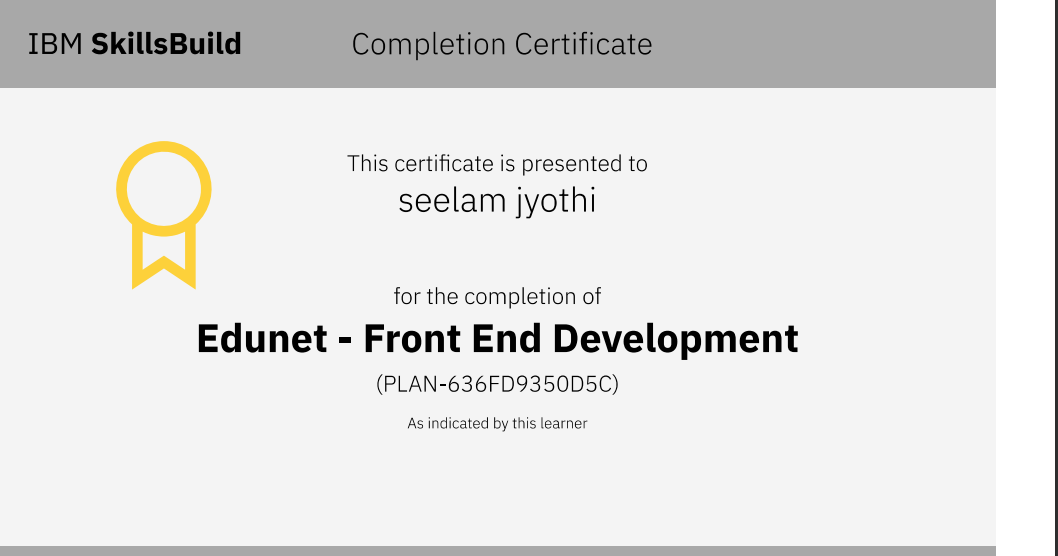 IBM SkillsBuild
Completion Certificate
This certificate is presented to
seelam jyothi
for the completion of
Edunet - Front End Development
(PLAN-636FD9350D5C)
As indicated by this learner